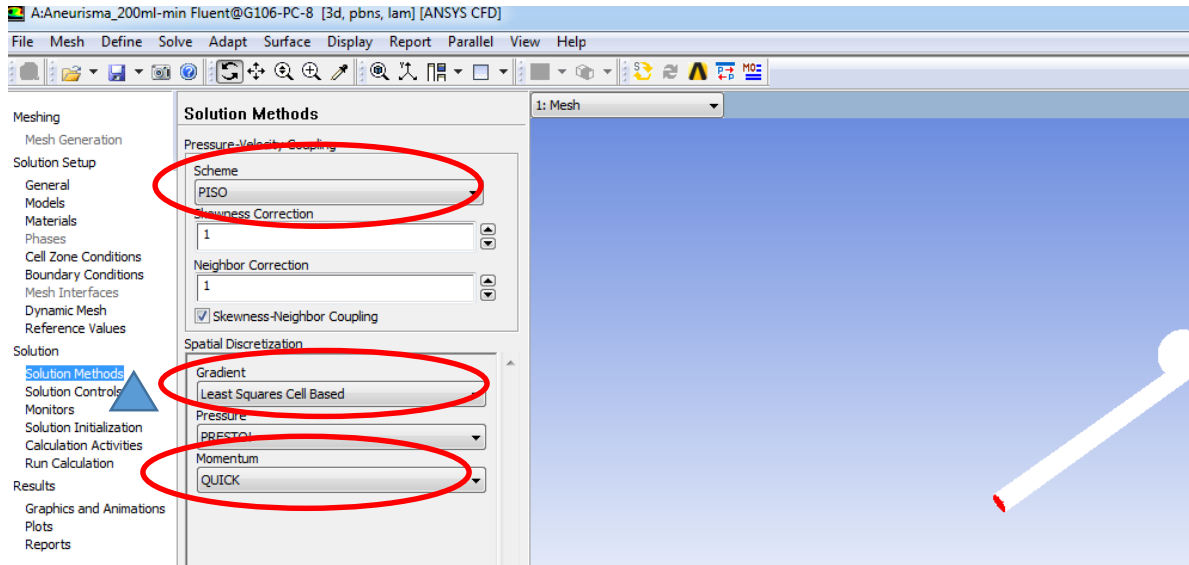 A:Aneurisma_200ml-min Fluent@G106-PC-8 [3d, pbns, lam] [ANSYS CFD]
File Mesh Define Solve Adapt Surface Display Report Parallel View Help
Meshing
Mesh Generation
Solution Setup
General
Models
Materials
Phases
Cell Zone Conditions
Boundary Conditions
Mesh Interfaces
Dynamic Mesh
Reference Values
Solution
Solution Methods
Solution Controls
Monitors
Solution Initialization
Calculation Activities
Run Calculation
Results
Graphics and Animations
Plots
Reports
Solution Methods
Pressure-Velocity Coupling
Scheme
PISO
Skewness Correction
1
Neighbor Correction
1
Skewness-Neighbor Coupling
Spatial Discretization
Gradient
Least Squares Cell Based
Pressure
PRESTO!
Momentum
QUICK
1: Mesh